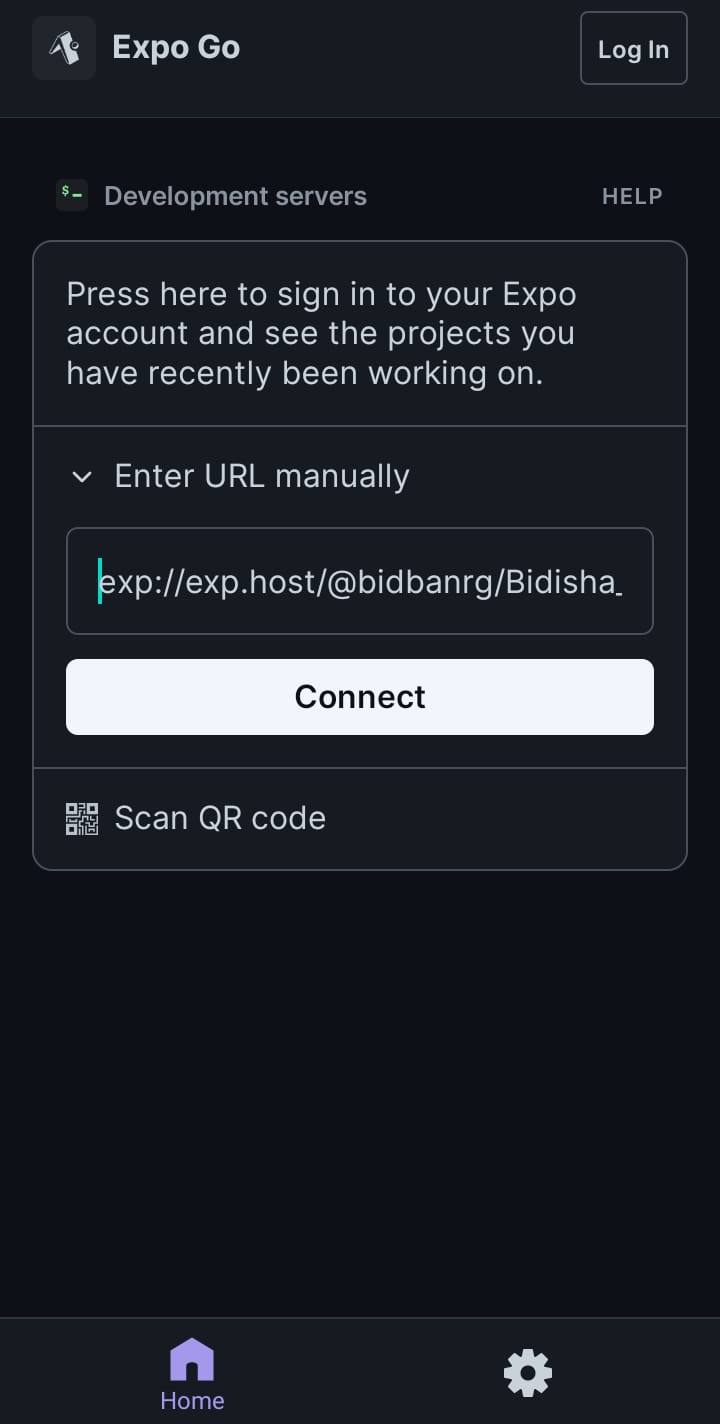 Expo Go
Log In
$
Development servers
HELP
Press here to sign in to your Expo
account and see the projects you
have recently been working on.
Enter URL manually
exp://exp.host/@bidbanrg/Bidisha_
Connect
Scan QR code
Home